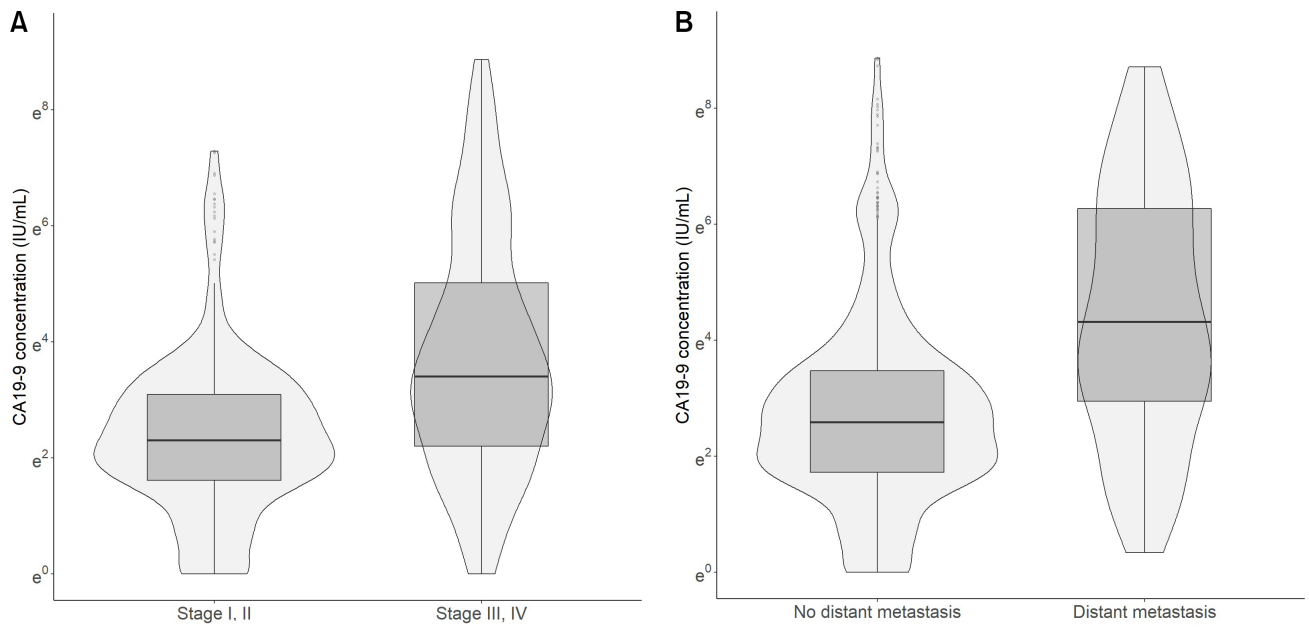 A
CA19-9 concentration (IU/mL)
e⁸
e⁶
e⁴
e²
e⁰
Stage I, II
Stage III, IV
B
CA19-9 concentration (IU/mL)
e⁸
e⁶
e⁴
e²
e⁰
No distant metastasis
Distant metastasis